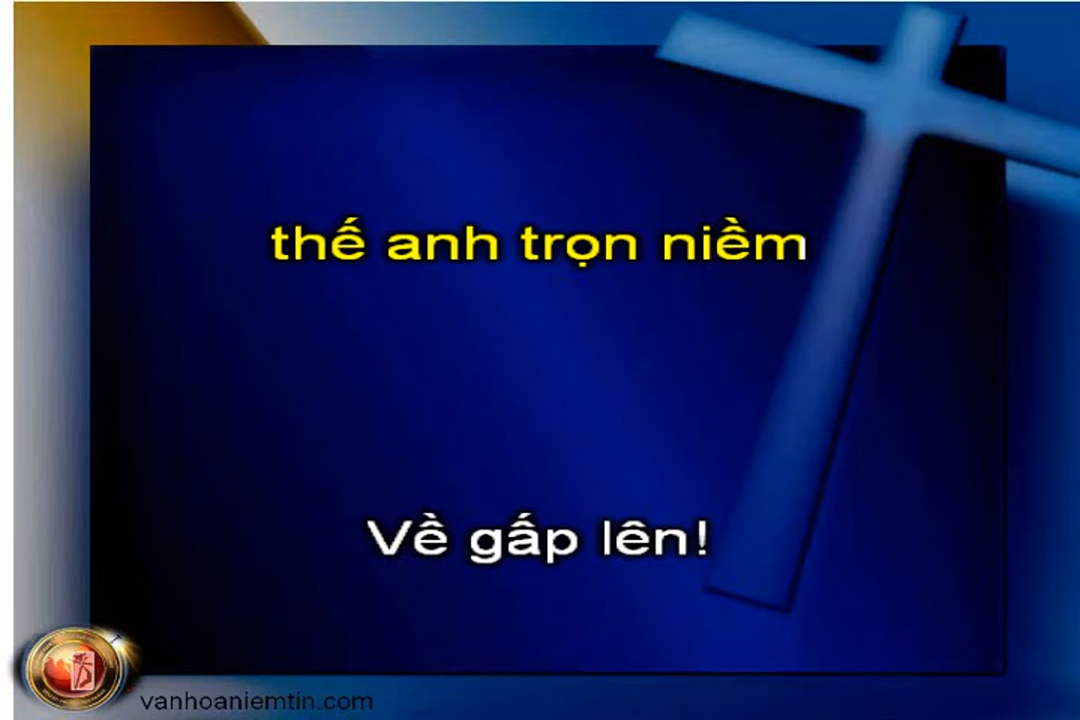 thế anh trọn niềm
Về gấp lên!
vanhoaniemtin.com